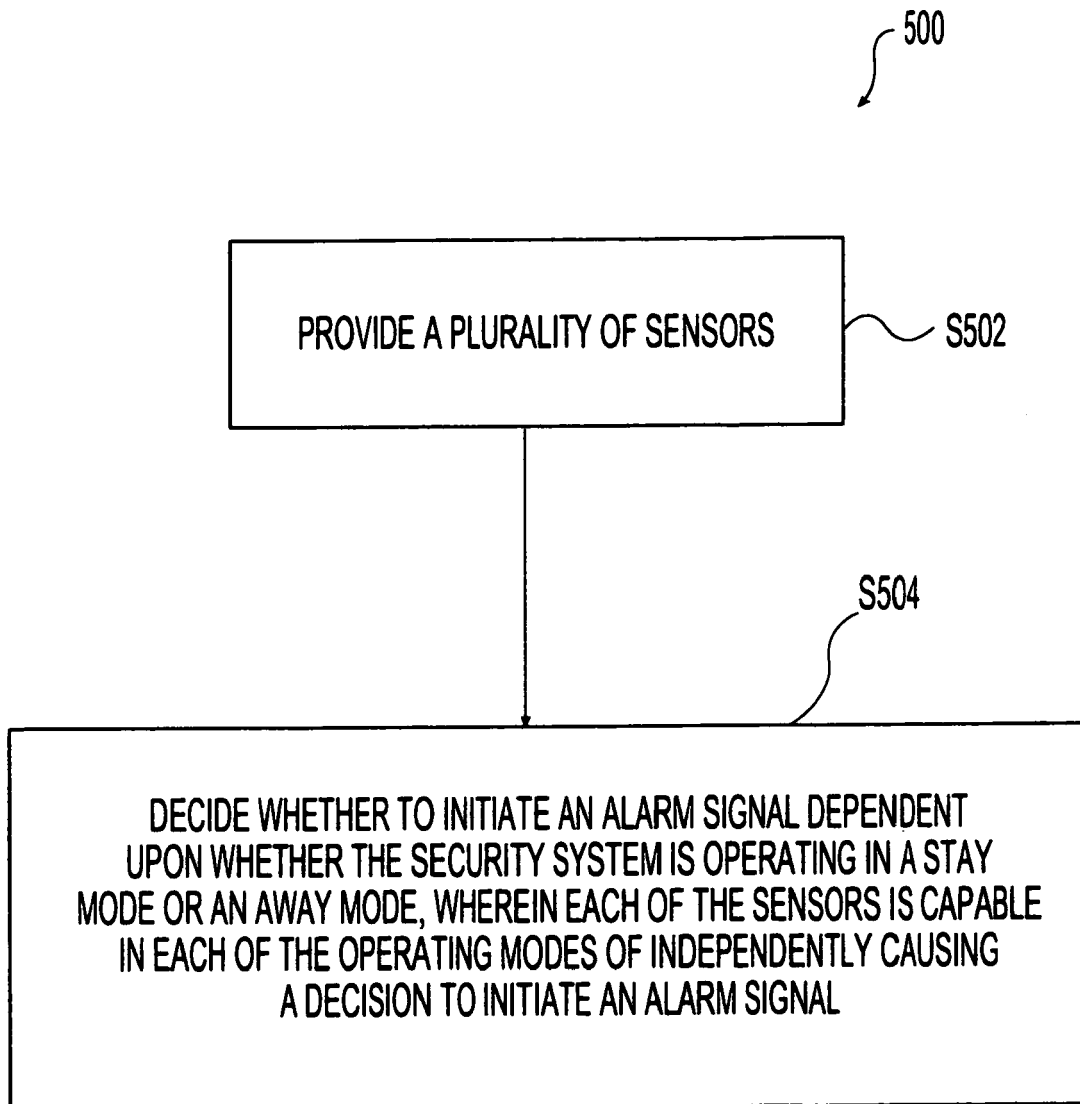 500
PROVIDE A PLURALITY OF SENSORS
S502
S504
DECIDE WHETHER TO INITIATE AN ALARM SIGNAL DEPENDENT
UPON WHETHER THE SECURITY SYSTEM IS OPERATING IN A STAY
MODE OR AN AWAY MODE, WHEREIN EACH OF THE SENSORS IS CAPABLE
IN EACH OF THE OPERATING MODES OF INDEPENDENTLY CAUSING
A DECISION TO INITIATE AN ALARM SIGNAL